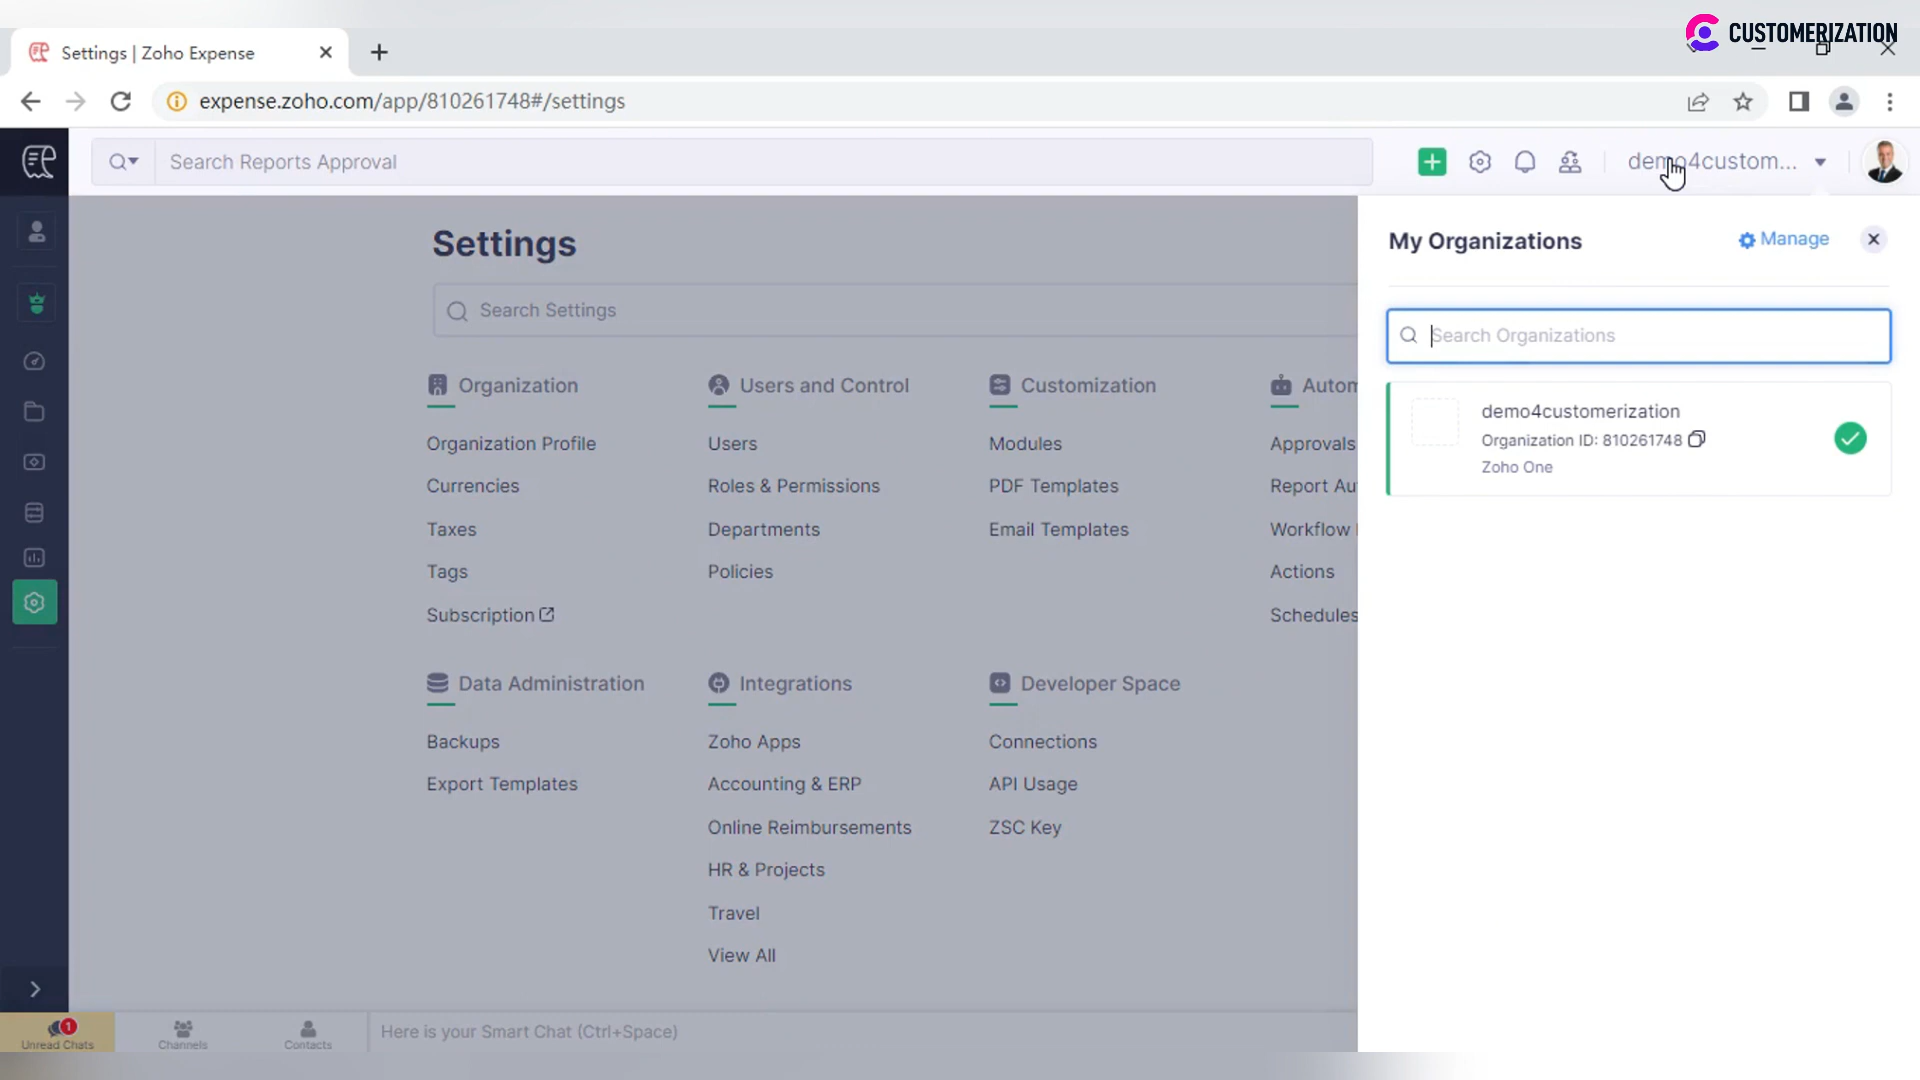 CUSTOMERIZATION
Settings | Zoho Expense
expense.zoho.com/app/810261748#/settings
Search Reports Approval
demo4custom...
Settings
Search Settings
Organization
Organization Profile
Currencies
Taxes
Tags
Subscription
Users and Control
Users
Roles & Permissions
Departments
Policies
Customization
Modules
PDF Templates
Email Templates
Autom
Approvals
Report Au
Workflow
Actions
Schedules
Data Administration
Backups
Export Templates
Integrations
Zoho Apps
Accounting & ERP
Online Reimbursements
HR & Projects
Travel
View All
Developer Space
Connections
API Usage
ZSC Key
My Organizations
Manage
Search Organizations
demo4customerization
Organization ID: 810261748
Zoho One
1
Unread Chats
Channels
Contacts
Here is your Smart Chat (Ctrl+Space)